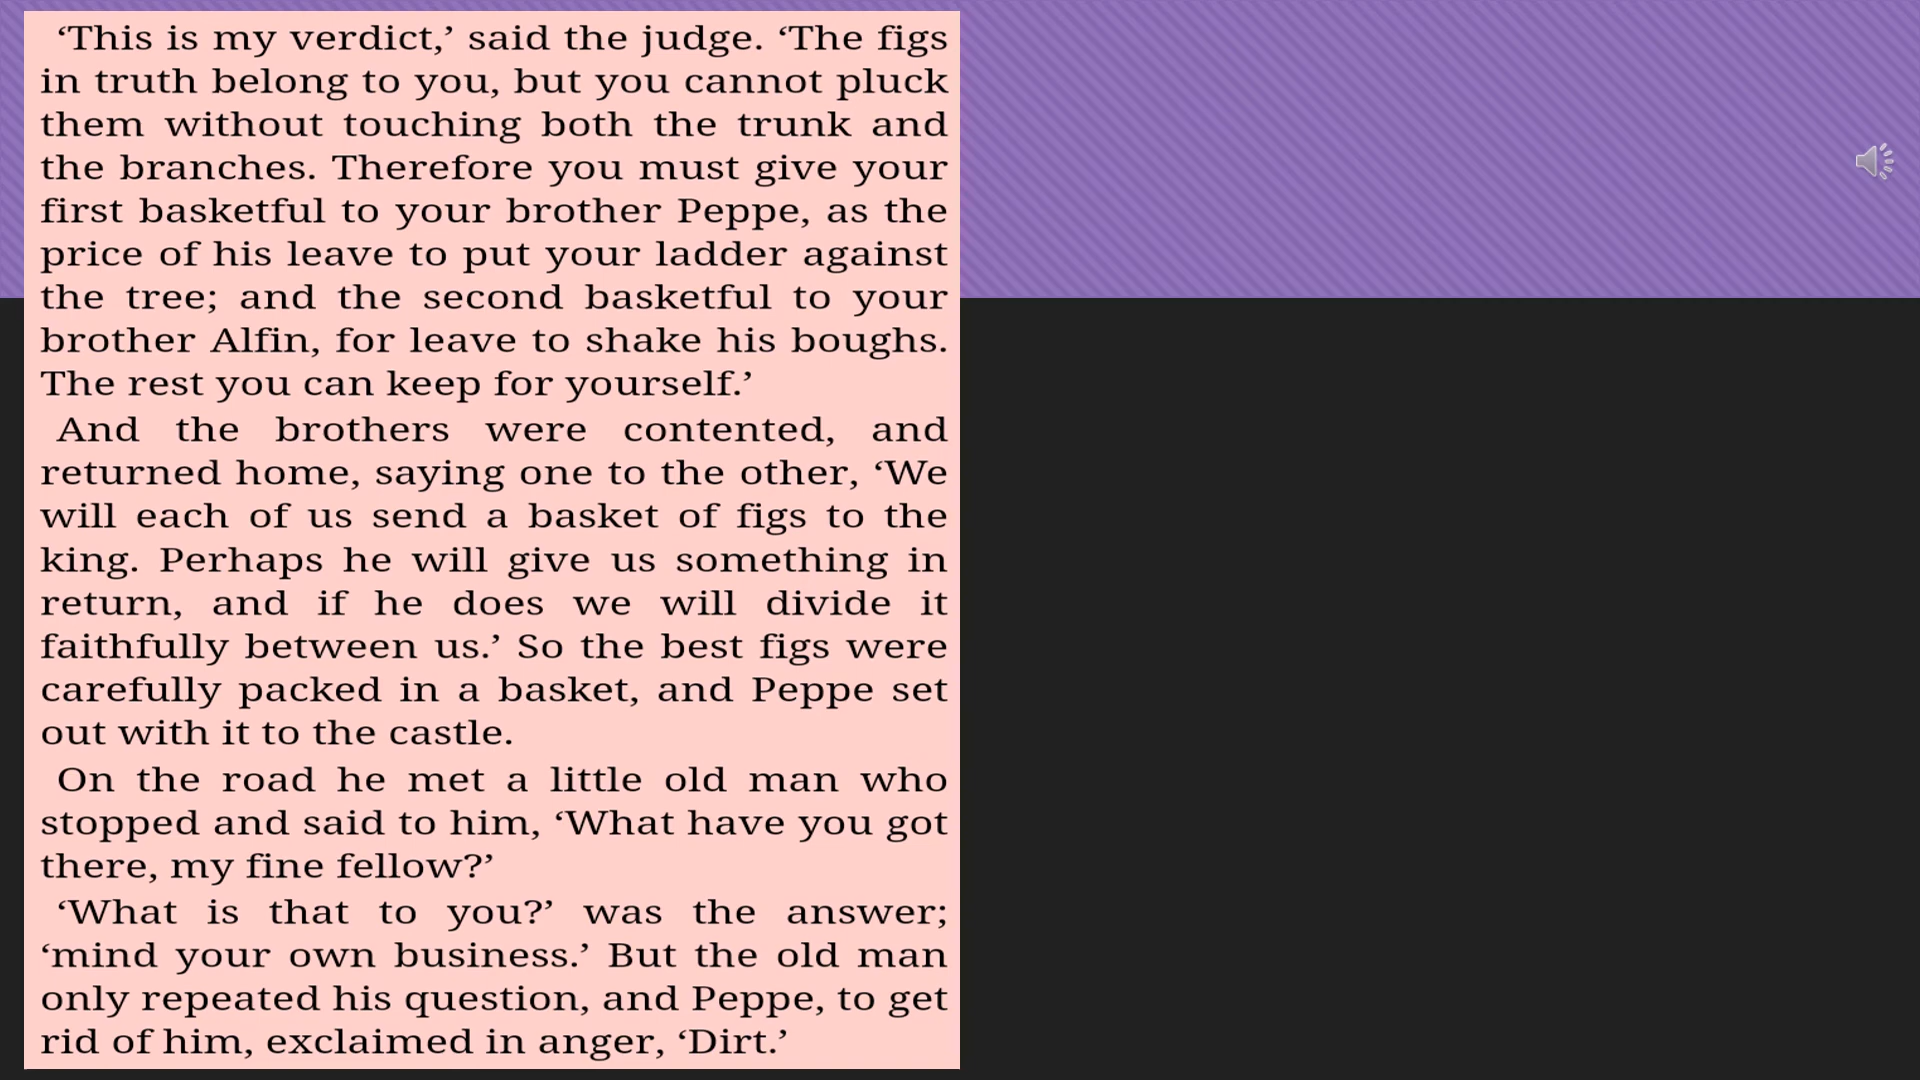 ‘This is my verdict,’ said the judge. ‘The figs
in truth belong to you, but you cannot pluck
them without touching both the trunk and
the branches. Therefore you must give your
first basketful to your brother Peppe, as the
price of his leave to put your ladder against
the tree; and the second basketful to your
brother Alfin, for leave to shake his boughs.
The rest you can keep for yourself.’
And the brothers were contented, and
returned home, saying one to the other, ‘We
will each of us send a basket of figs to the
king. Perhaps he will give us something in
return, and if he does we will divide it
faithfully between us.’ So the best figs were
carefully packed in a basket, and Peppe set
out with it to the castle.
On the road he met a little old man who
stopped and said to him, ‘What have you got
there, my fine fellow?’
‘What is that to you?’ was the answer;
‘mind your own business.’ But the old man
only repeated his question, and Peppe, to get
rid of him, exclaimed in anger, ‘Dirt.’